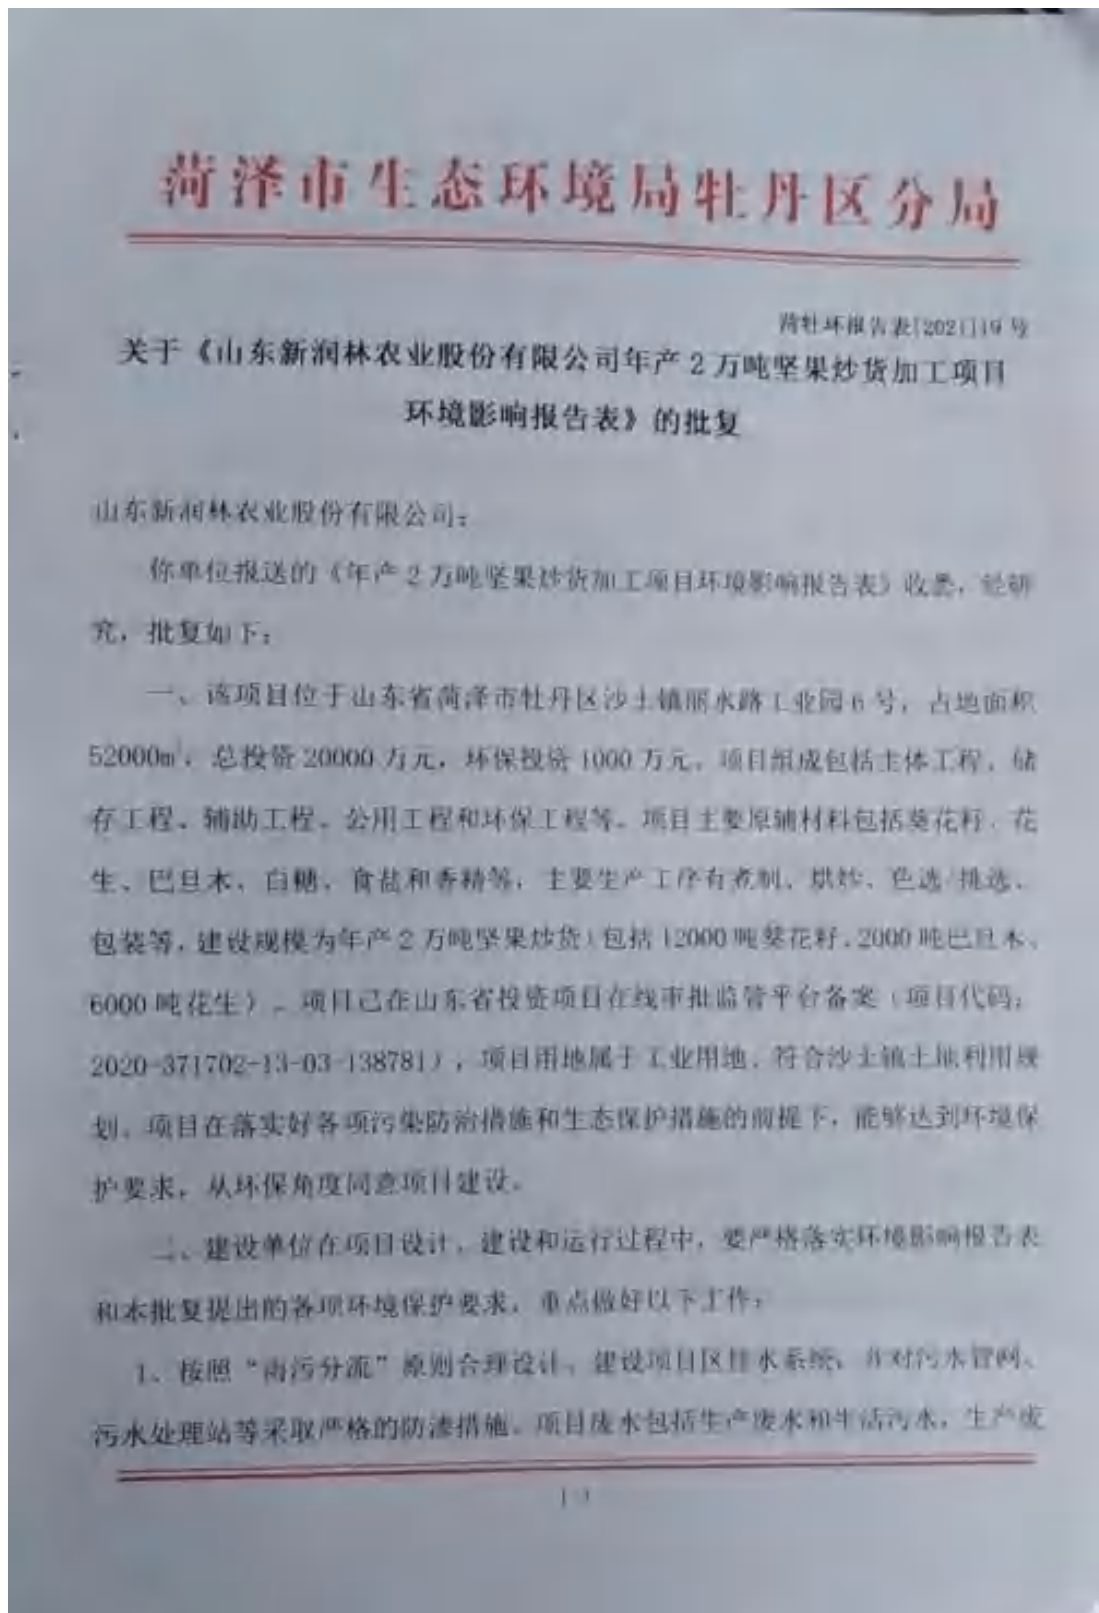 菏泽市生态环境局牡丹区分局
菏牡环报告表[2021]19号
关于《山东新润林农业股份有限公司年产2万吨坚果炒货加工项目
环境影响报告表》的批复
山东新润林农业股份有限公司：
你单位报送的《年产2万吨坚果炒货加工项目环境影响报告表》收悉，经研
究，批复如下：
一、该项目位于山东省菏泽市牡丹区沙土镇丽水路工业园6号，占地面积
52000m²，总投资20000万元，环保投资1000万元。项目组成包括主体工程、储
存工程、辅助工程、公用工程和环保工程等。项目主要原辅材料包括葵花籽、花
生、巴旦木、白糖、食盐和香精等，主要生产工序有煮制、烘炒、色选/挑选、
包装等，建设规模为年产2万吨坚果炒货（包括12000吨葵花籽、2000吨巴旦木、
6000吨花生）。项目已在山东省投资项目在线审批监管平台备案（项目代码：
2020-371702-13-03-138781），项目用地属于工业用地，符合沙土镇土地利用规
划。项目在落实好各项污染防治措施和生态保护措施的前提下，能够达到环境保
护要求，从环保角度同意项目建设。
二、建设单位在项目设计、建设和运行过程中，要严格落实环境影响报告表
和本批复提出的各项环境保护要求，重点做好以下工作：
1、按照“雨污分流”原则合理设计、建设项目区排水系统，并对污水管网、
污水处理站等采取严格的防渗措施。项目废水包括生产废水和生活污水，生产废